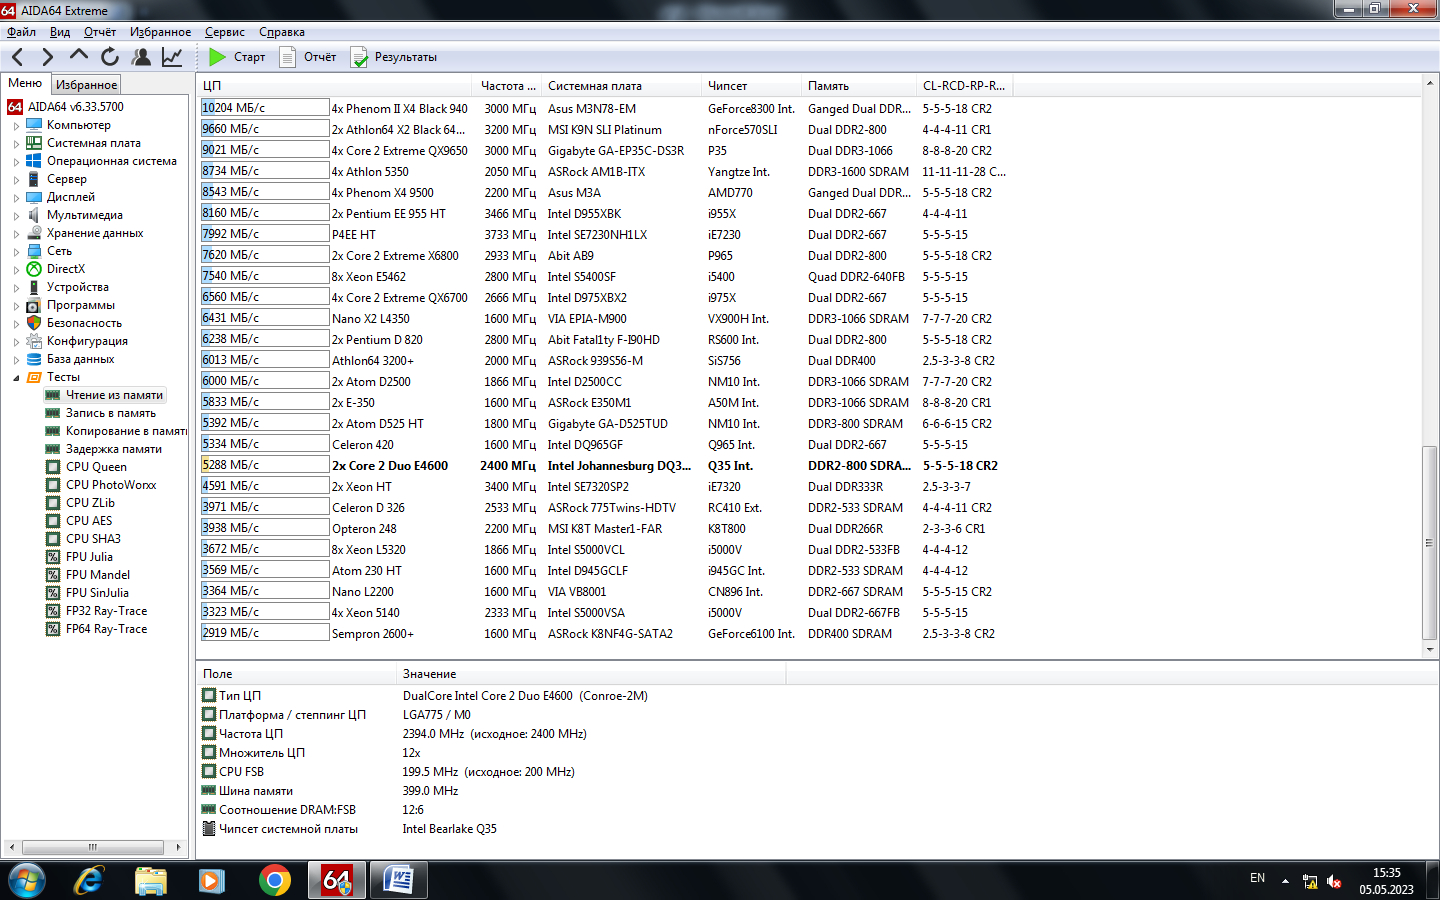 AIDA64 Extreme
Файл Вид Отчёт Избранное Сервис Справка
Старт Отчёт Результаты
Меню Избранное
AIDA64 v6.33.5700
Компьютер
Системная плата
Операционная система
Сервер
Дисплей
Мультимедиа
Хранение данных
Сеть
DirectX
Устройства
Программы
Безопасность
Конфигурация
База данных
Тесты
Чтение из памяти
Запись в память
Копирование в памят
Задержка памяти
CPU Queen
CPU PhotoWorxx
CPU ZLib
CPU AES
CPU SHA3
FPU Julia
FPU Mandel
FPU SinJulia
FP32 Ray-Trace
FP64 Ray-Trace
ЦП Частота ... Системная плата Чипсет Память CL-RCD-RP-R...
10204 МБ/с 4x Phenom II X4 Black 940 3000 МГц Asus M3N78-EM GeForce8300 Int. Ganged Dual DDR... 5-5-5-18 CR2
9660 МБ/с 2x Athlon64 X2 Black 64... 3200 МГц MSI K9N SLI Platinum nForce570SLI Dual DDR2-800 4-4-4-11 CR1
9021 МБ/с 4x Core 2 Extreme QX9650 3000 МГц Gigabyte GA-EP35C-DS3R P35 Dual DDR3-1066 8-8-8-20 CR2
8734 МБ/с 4x Athlon 5350 2050 МГц ASRock AM1B-ITX Yangtze Int. DDR3-1600 SDRAM 11-11-11-28 C...
8543 МБ/с 4x Phenom X4 9500 2200 МГц Asus M3A AMD770 Ganged Dual DDR... 5-5-5-18 CR2
8160 МБ/с 2x Pentium EE 955 HT 3466 МГц Intel D955XBK i955X Dual DDR2-667 4-4-4-11
7992 МБ/с P4EE HT 3733 МГц Intel SE7230NH1LX iE7230 Dual DDR2-667 5-5-5-15
7620 МБ/с 2x Core 2 Extreme X6800 2933 МГц Abit AB9 P965 Dual DDR2-800 5-5-5-18 CR2
7540 МБ/с 8x Xeon E5462 2800 МГц Intel S5400SF i5400 Quad DDR2-640FB 5-5-5-15
6560 МБ/с 4x Core 2 Extreme QX6700 2666 МГц Intel D975XBX2 i975X Dual DDR2-667 5-5-5-15
6431 МБ/с Nano X2 L4350 1600 МГц VIA EPIA-M900 VX900H Int. DDR3-1066 SDRAM 7-7-7-20 CR2
6238 МБ/с 2x Pentium D 820 2800 МГц Abit Fatal1ty F-I90HD RS600 Int. Dual DDR2-800 5-5-5-18 CR2
6013 МБ/с Athlon64 3200+ 2000 МГц ASRock 939S56-M SiS756 Dual DDR400 2.5-3-3-8 CR2
6000 МБ/с 2x Atom D2500 1866 МГц Intel D2500CC NM10 Int. DDR3-1066 SDRAM 7-7-7-20 CR2
5833 МБ/с 2x E-350 1600 МГц ASRock E350M1 A50M Int. DDR3-1066 SDRAM 8-8-8-20 CR1
5392 МБ/с 2x Atom D525 HT 1800 МГц Gigabyte GA-D525TUD NM10 Int. DDR3-800 SDRAM 6-6-6-15 CR2
5334 МБ/с Celeron 420 1600 МГц Intel DQ965GF Q965 Int. Dual DDR2-667 5-5-5-15
5288 МБ/с 2x Core 2 Duo E4600 2400 МГц Intel Johannesburg DQ3... Q35 Int. DDR2-800 SDRA... 5-5-5-18 CR2
4591 МБ/с 2x Xeon HT 3400 МГц Intel SE7320SP2 iE7320 Dual DDR333R 2.5-3-3-7
3971 МБ/с Celeron D 326 2533 МГц ASRock 775Twins-HDTV RC410 Ext. DDR2-533 SDRAM 4-4-4-11 CR2
3938 МБ/с Opteron 248 2200 МГц MSI K8T Master1-FAR K8T800 Dual DDR266R 2-3-3-6 CR1
3672 МБ/с 8x Xeon L5320 1866 МГц Intel S5000VCL i5000V Dual DDR2-533FB 4-4-4-12
3569 МБ/с Atom 230 HT 1600 МГц Intel D945GCLF i945GC Int. DDR2-533 SDRAM 4-4-4-12
3364 МБ/с Nano L2200 1600 МГц VIA VB8001 CN896 Int. DDR2-667 SDRAM 5-5-5-15 CR2
3323 МБ/с 4x Xeon 5140 2333 МГц Intel S5000VSA i5000V Dual DDR2-667FB 5-5-5-15
2919 МБ/с Sempron 2600+ 1600 МГц ASRock K8NF4G-SATA2 GeForce6100 Int. DDR400 SDRAM 2.5-3-3-8 CR2
Поле Значение
Тип ЦП DualCore Intel Core 2 Duo E4600 (Conroe-2M)
Платформа / степпинг ЦП LGA775 / M0
Частота ЦП 2394.0 MHz (исходное: 2400 MHz)
Множитель ЦП 12x
CPU FSB 199.5 MHz (исходное: 200 MHz)
Шина памяти 399.0 MHz
Соотношение DRAM:FSB 12:6
Чипсет системной платы Intel Bearlake Q35
EN
15:35
05.05.2023